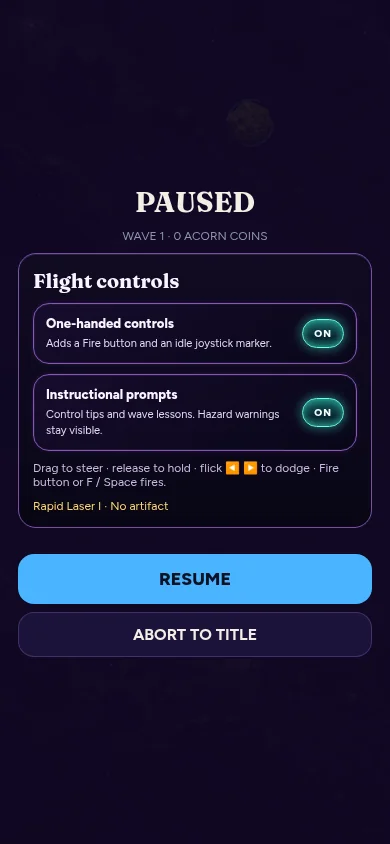 PAUSED
WAVE 1 · 0 ACORN COINS
Flight controls
One-handed controls
Adds a Fire button and an idle joystick marker.
ON
Instructional prompts
Control tips and wave lessons. Hazard warnings
stay visible.
ON
Drag to steer · release to hold · flick ◀️ ▶️ to dodge · Fire
button or F / Space fires.
Rapid Laser I · No artifact
RESUME
ABORT TO TITLE